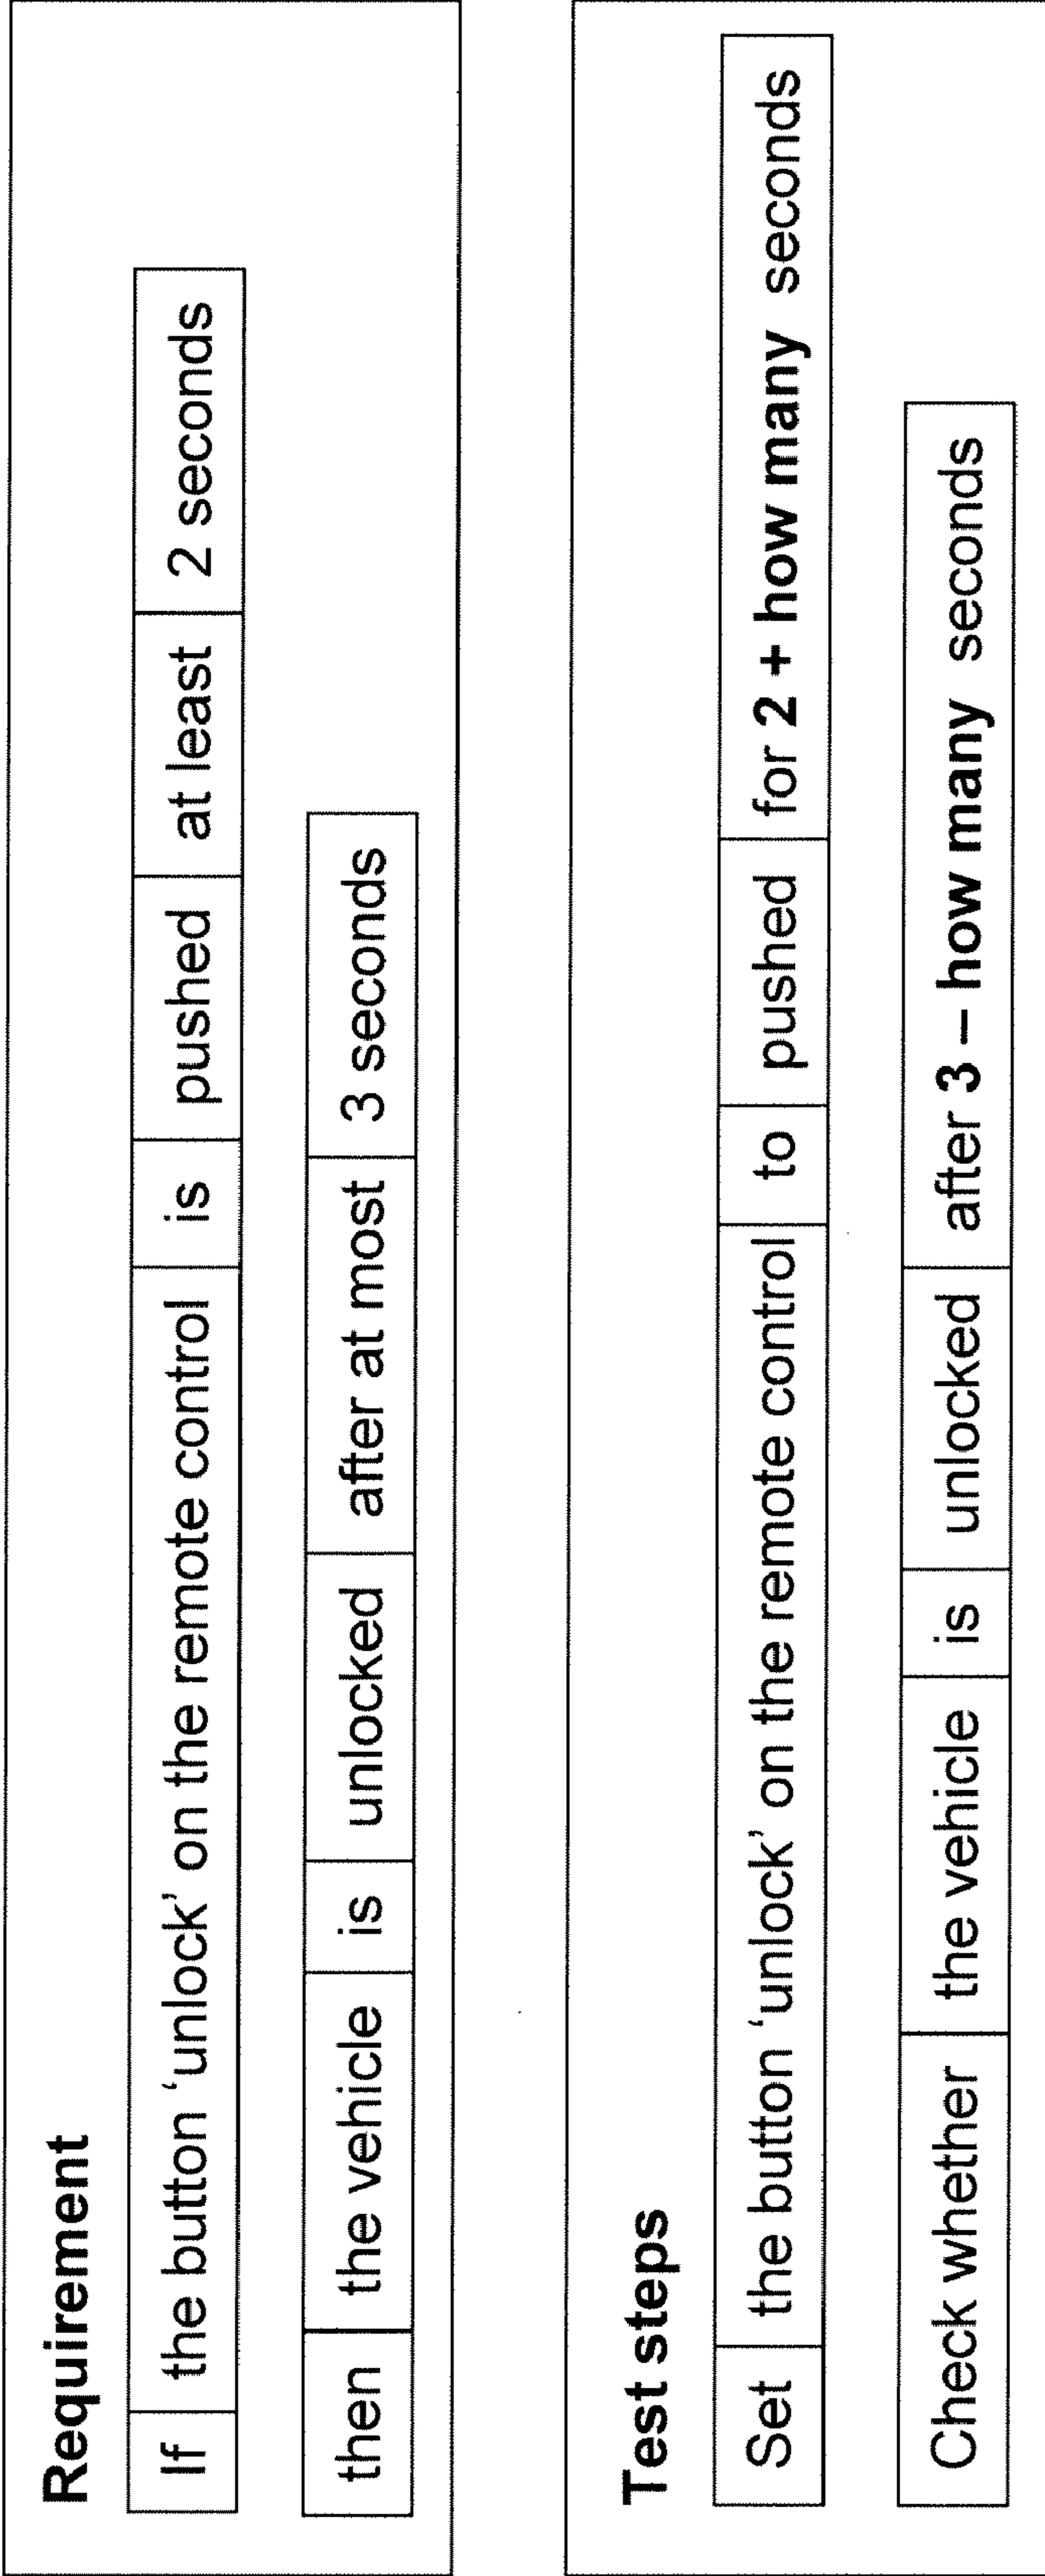 Requirement
If the button ‘unlock’ on the remote control is pushed at least 2 seconds
then the vehicle is unlocked after at most 3 seconds
Test steps
Set the button ‘unlock’ on the remote control to pushed for 2 + how many seconds
Check whether the vehicle is unlocked after 3 – how many seconds